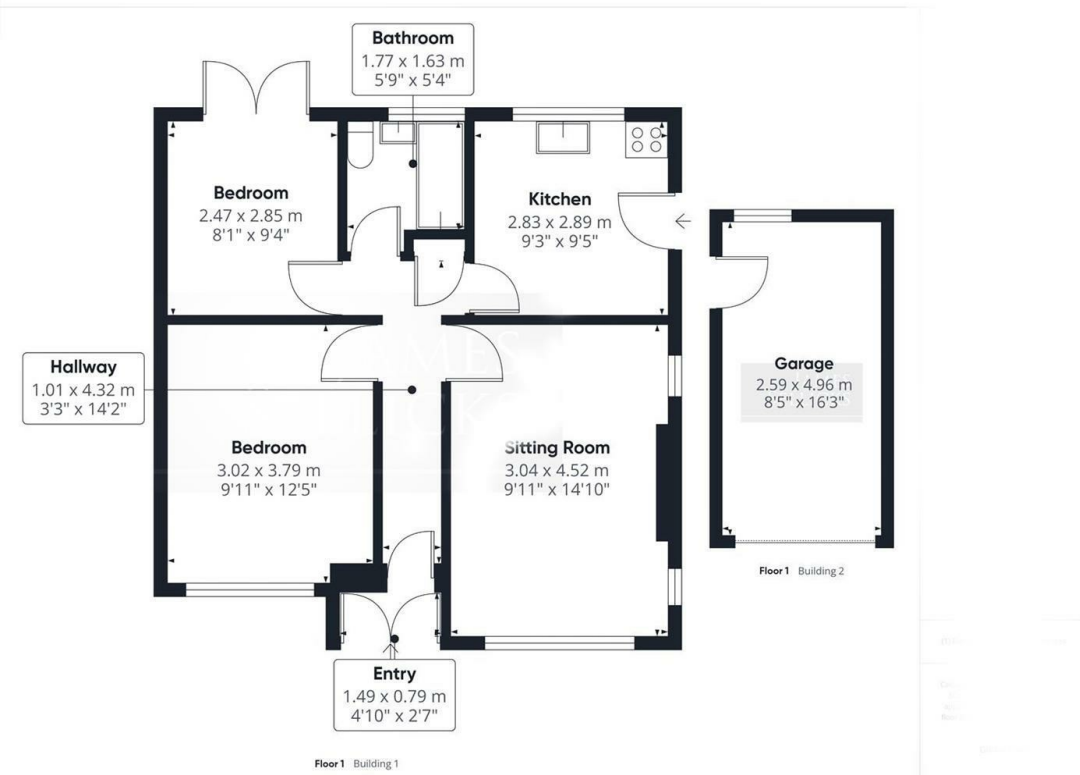 Bathroom
1.77 x 1.63 m
5'9" x 5'4"
Bedroom
2.47 x 2.85 m
8'1" x 9'4"
Kitchen
2.83 x 2.89 m
9'3" x 9'5"
Hallway
1.01 x 4.32 m
3'3" x 14'2"
Garage
2.59 x 4.96 m
8'5" x 16'3"
Bedroom
3.02 x 3.79 m
9'11" x 12'5"
Sitting Room
3.04 x 4.52 m
9'11" x 14'10"
Floor 1 Building 2
Entry
1.49 x 0.79 m
4'10" x 2'7"
Floor 1 Building 1